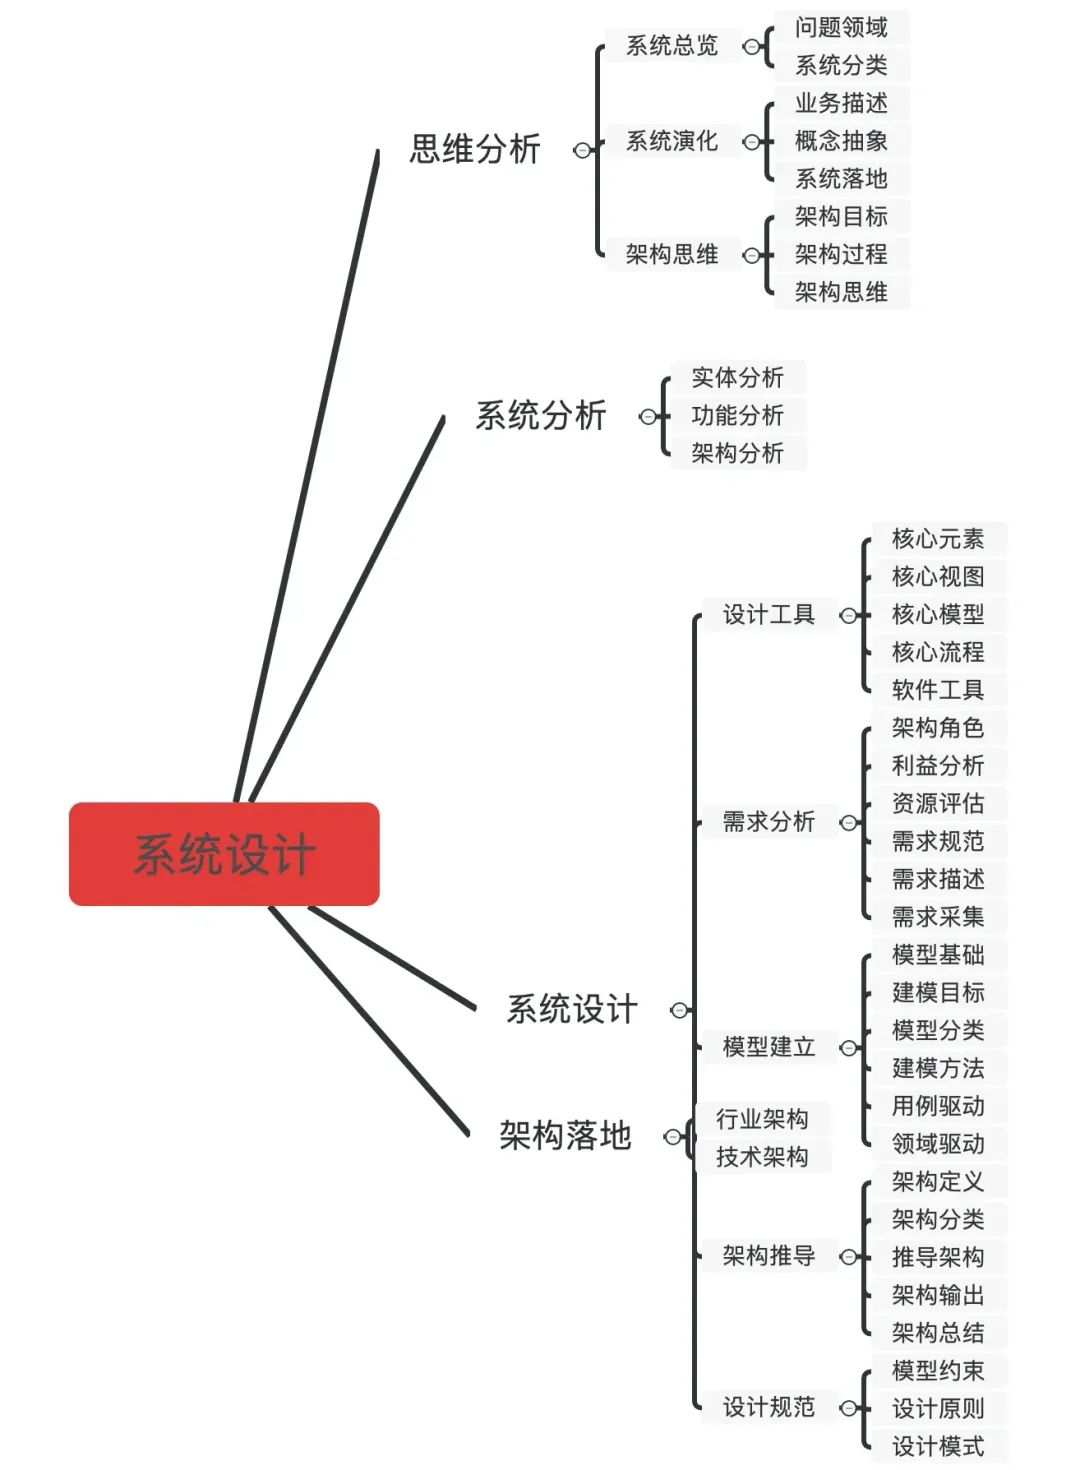 系统设计
思维分析
系统总览
问题领域
系统分类
系统演化
业务描述
概念抽象
系统落地
架构思维
架构目标
架构过程
架构思维
系统分析
实体分析
功能分析
架构分析
系统设计
设计工具
核心元素
核心视图
核心模型
核心流程
软件工具
需求分析
架构角色
利益分析
资源评估
需求规范
需求描述
需求采集
模型建立
模型基础
建模目标
模型分类
建模方法
用例驱动
领域驱动
架构推导
架构定义
架构分类
推导架构
架构输出
架构总结
设计规范
模型约束
设计原则
设计模式
架构落地
行业架构
技术架构